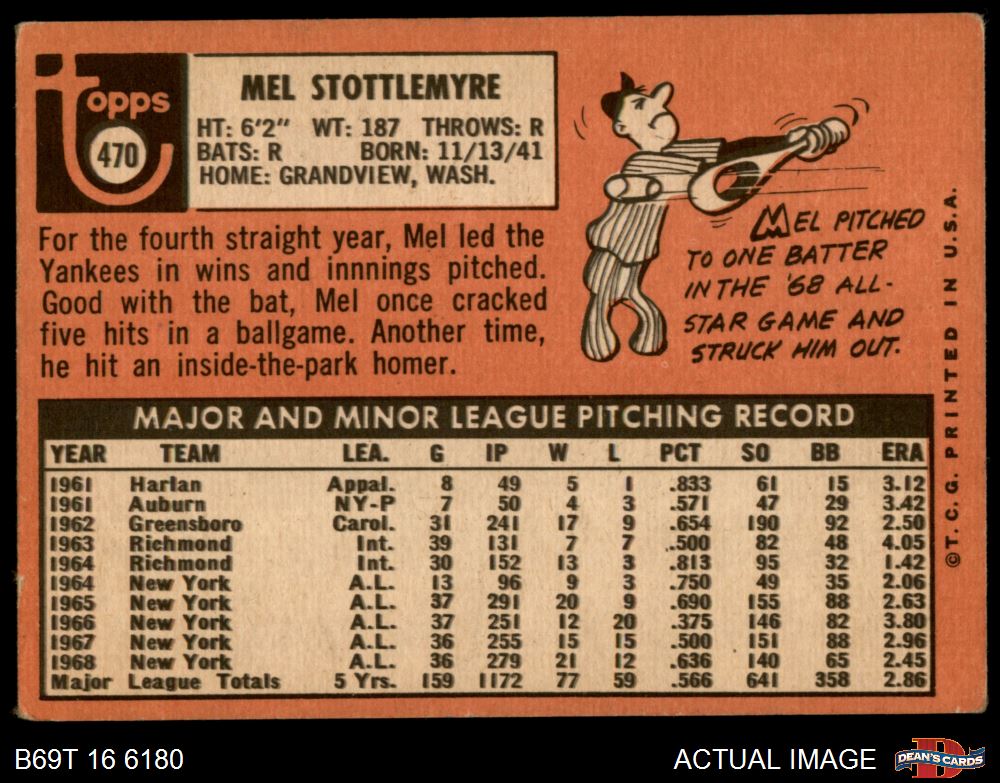 Topps
470
MEL STOTTLEMYRE
HT: 6'2" WT: 187 THROWS: R
BATS: R BORN: 11/13/41
HOME: GRANDVIEW, WASH.
For the fourth straight year, Mel led the
Yankees in wins and innnings pitched.
Good with the bat, Mel once cracked
five hits in a ballgame. Another time,
he hit an inside-the-park homer.
MEL PITCHED
TO ONE BATTER
IN THE '68 ALL-
STAR GAME AND
STRUCK HIM OUT.
MAJOR AND MINOR LEAGUE PITCHING RECORD
YEAR TEAM LEA. G IP W L PCT SO BB ERA
1961 Harlan Appal. 8 49 5 1 .833 61 15 3.12
1961 Auburn NY-P 7 50 4 3 .571 47 29 3.42
1962 Greensboro Carol. 31 241 17 9 .654 190 92 2.50
1963 Richmond Int. 39 131 7 7 .500 82 48 4.05
1964 Richmond Int. 30 152 13 3 .813 95 32 1.42
1964 New York A.L. 13 96 9 3 .750 49 35 2.06
1965 New York A.L. 37 291 20 9 .690 155 88 2.63
1966 New York A.L. 37 251 12 20 .375 146 82 3.80
1967 New York A.L. 36 255 15 15 .500 151 88 2.96
1968 New York A.L. 36 279 21 12 .636 140 65 2.45
Major League Totals 5 Yrs. 159 1172 77 59 .566 641 358 2.86
©T. C. G. PRINTED IN U.S.A.
B69T 16 6180
ACTUAL IMAGE
D
DEAN'S CARDS